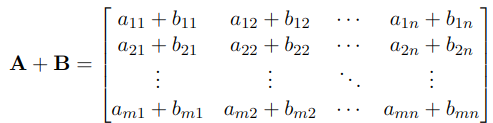 a₁₁ + b₁₁   a₁₂ + b₁₂   ⋯   a₁ₙ + b₁ₙ
a₂₁ + b₂₁   a₂₂ + b₂₂   ⋯   a₂ₙ + b₂ₙ
A + B = ⋮   ⋮   ⋱   ⋮
aₘ₁ + bₘ₁   aₘ₂ + bₘ₂   ⋯   aₘₙ + bₘₙ